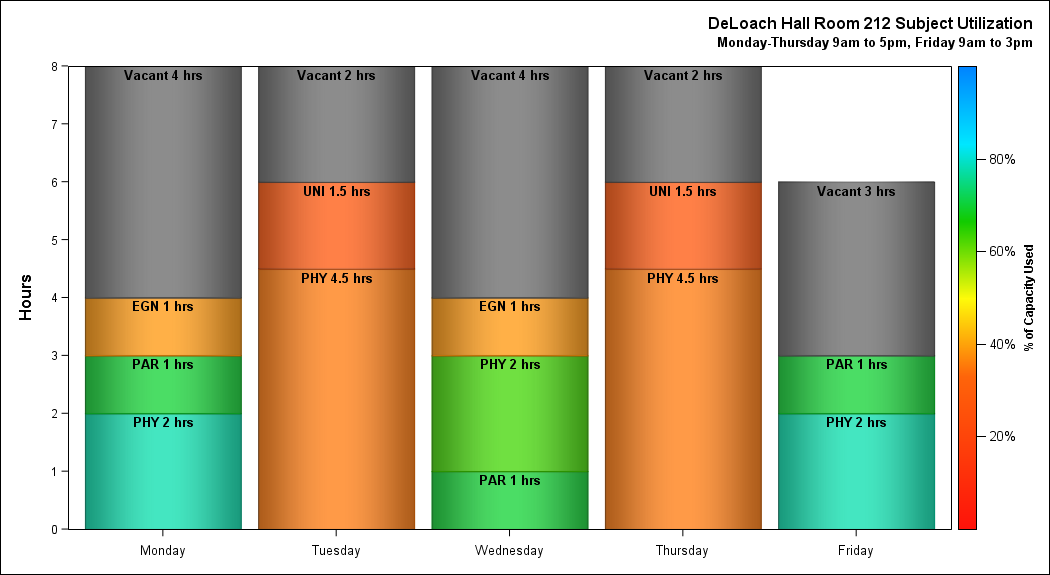 DeLoach Hall Room 212 Subject Utilization
Monday-Thursday 9am to 5pm, Friday 9am to 3pm
Hours
8
7
6
5
4
3
2
1
0
Vacant 4 hrs
EGN 1 hrs
PAR 1 hrs
PHY 2 hrs
Vacant 2 hrs
UNI 1.5 hrs
PHY 4.5 hrs
Vacant 4 hrs
EGN 1 hrs
PHY 2 hrs
PAR 1 hrs
Vacant 2 hrs
UNI 1.5 hrs
PHY 4.5 hrs
Vacant 3 hrs
PAR 1 hrs
PHY 2 hrs
Monday
Tuesday
Wednesday
Thursday
Friday
80%
60%
40%
20%
% of Capacity Used